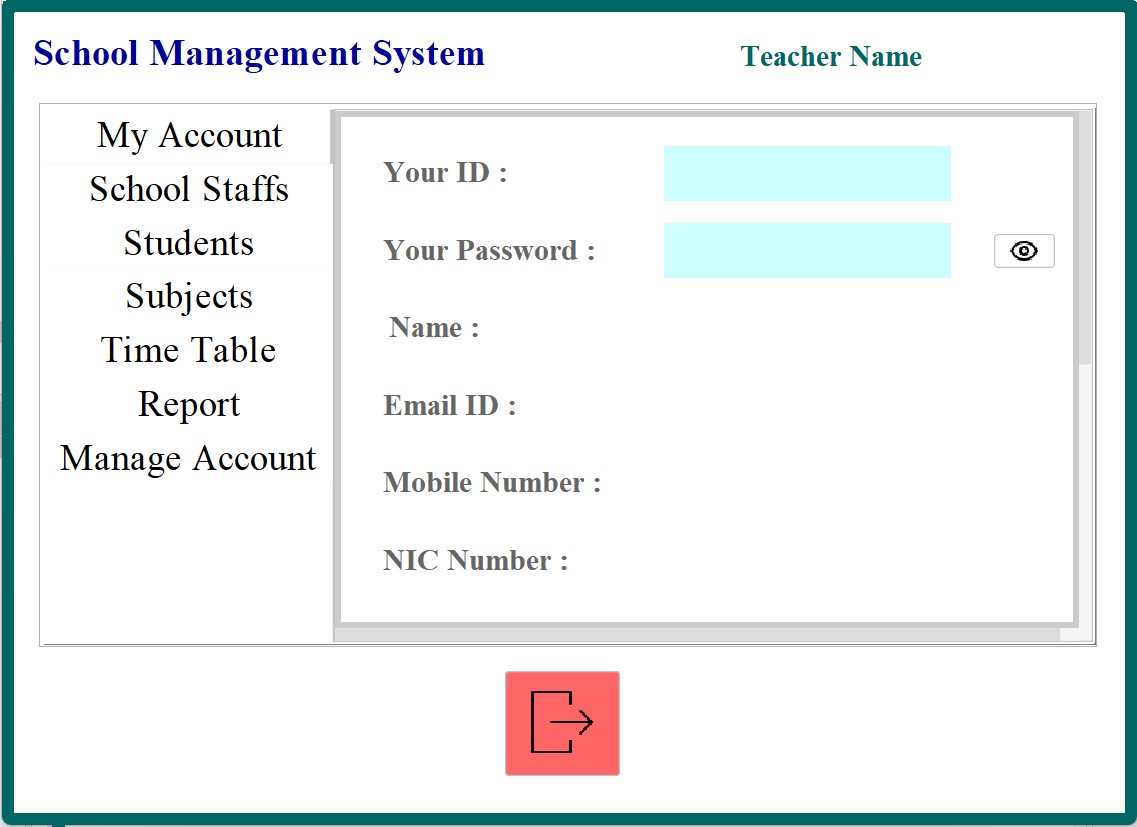 School Management System
Teacher Name
My Account
School Staffs
Students
Subjects
Time Table
Report
Manage Account
Your ID :
Your Password :
Name :
Email ID :
Mobile Number :
NIC Number :